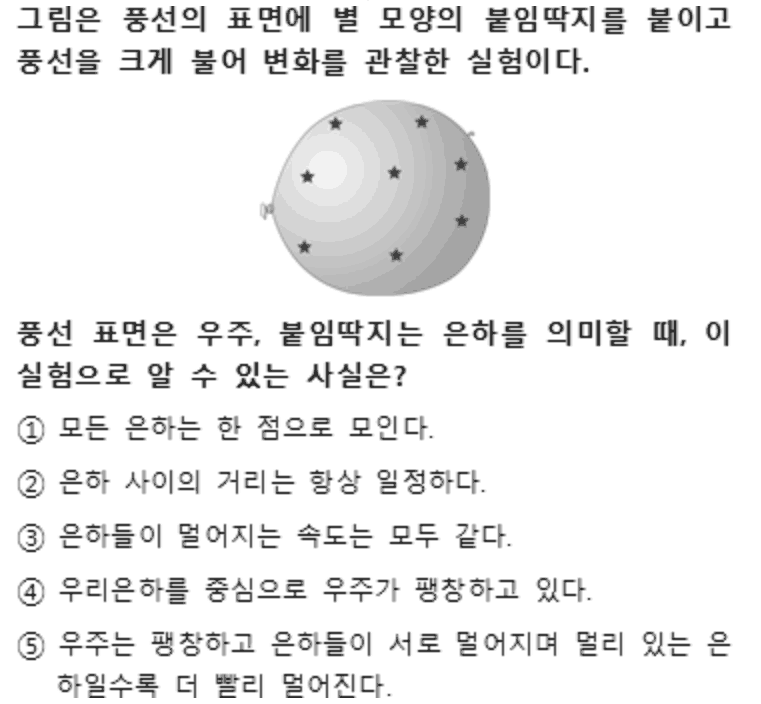 그림은 풍선의 표면에 별 모양의 붙임딱지를 붙이고
풍선을 크게 불어 변화를 관찰한 실험이다.
풍선 표면은 우주, 붙임딱지는 은하를 의미할 때, 이
실험으로 알 수 있는 사실은?
① 모든 은하는 한 점으로 모인다.
② 은하 사이의 거리는 항상 일정하다.
③ 은하들이 멀어지는 속도는 모두 같다.
④ 우리은하를 중심으로 우주가 팽창하고 있다.
⑤ 우주는 팽창하고 은하들이 서로 멀어지며 멀리 있는 은
하일수록 더 빨리 멀어진다.